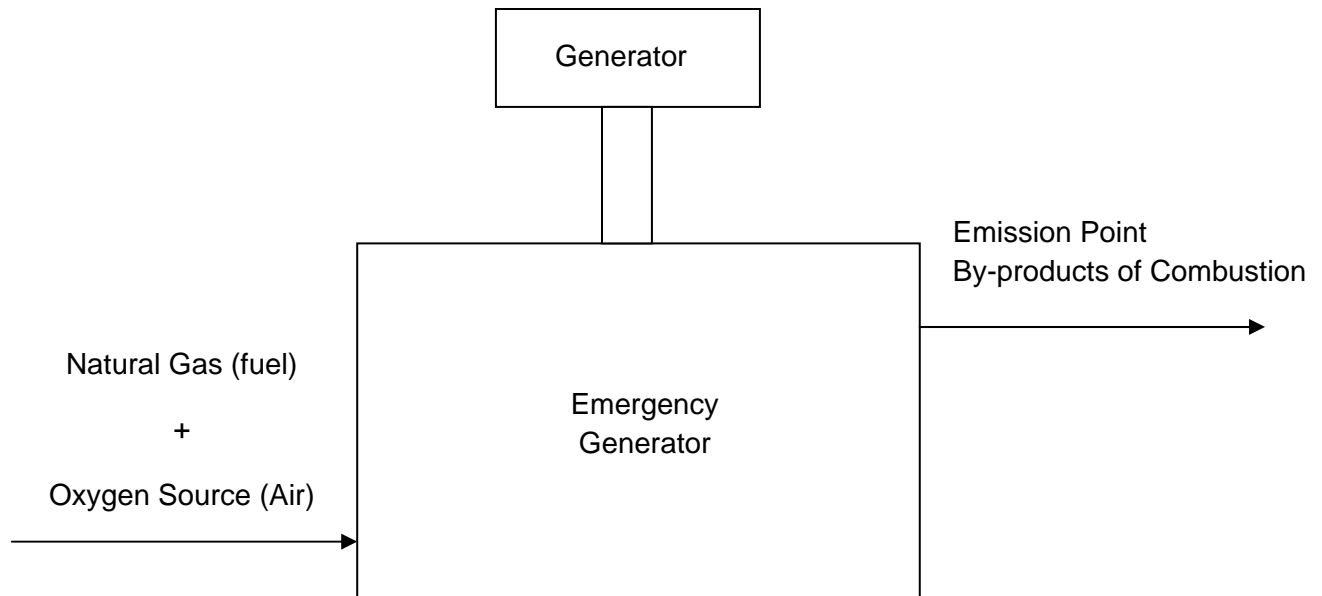 Generator
Emission Point
By-products of Combustion
Natural Gas (fuel)
+
Oxygen Source (Air)
Emergency
Generator